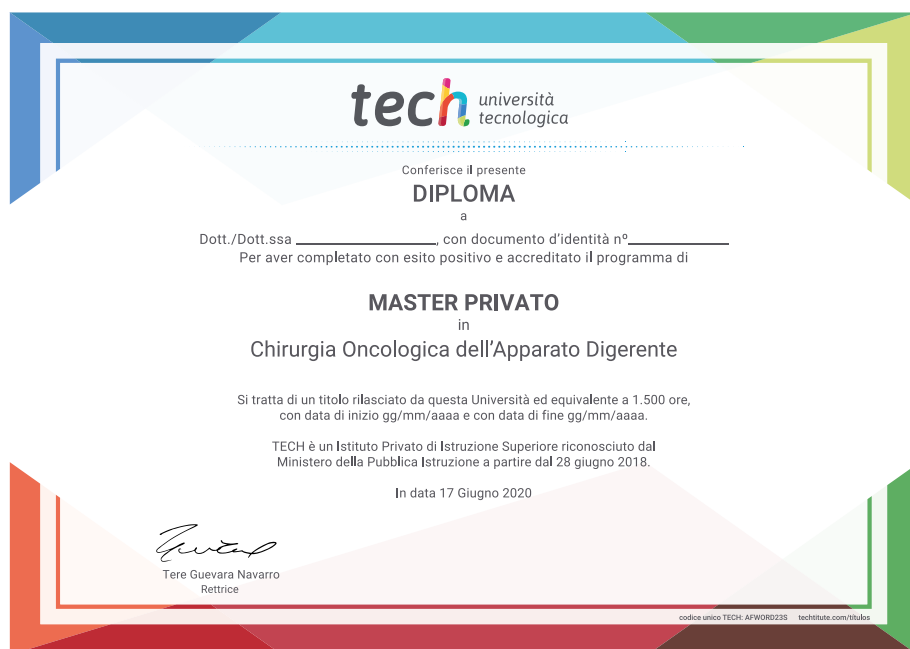 tech università
tecnologica
Conferisce il presente
DIPLOMA
a
Dott./Dott.ssa ____________________, con documento d'identità nº______________
Per aver completato con esito positivo e accreditato il programma di
MASTER PRIVATO
in
Chirurgia Oncologica dell'Apparato Digerente
Si tratta di un titolo rilasciato da questa Università ed equivalente a 1.500 ore,
con data di inizio gg/mm/aaaa e con data di fine gg/mm/aaaa.
TECH è un Istituto Privato di Istruzione Superiore riconosciuto dal
Ministero della Pubblica Istruzione a partire dal 28 giugno 2018.
In data 17 Giugno 2020
Tere Guevara Navarro
Rettrice
codice unico TECH: AFWORD23S techtitute.com/títulos